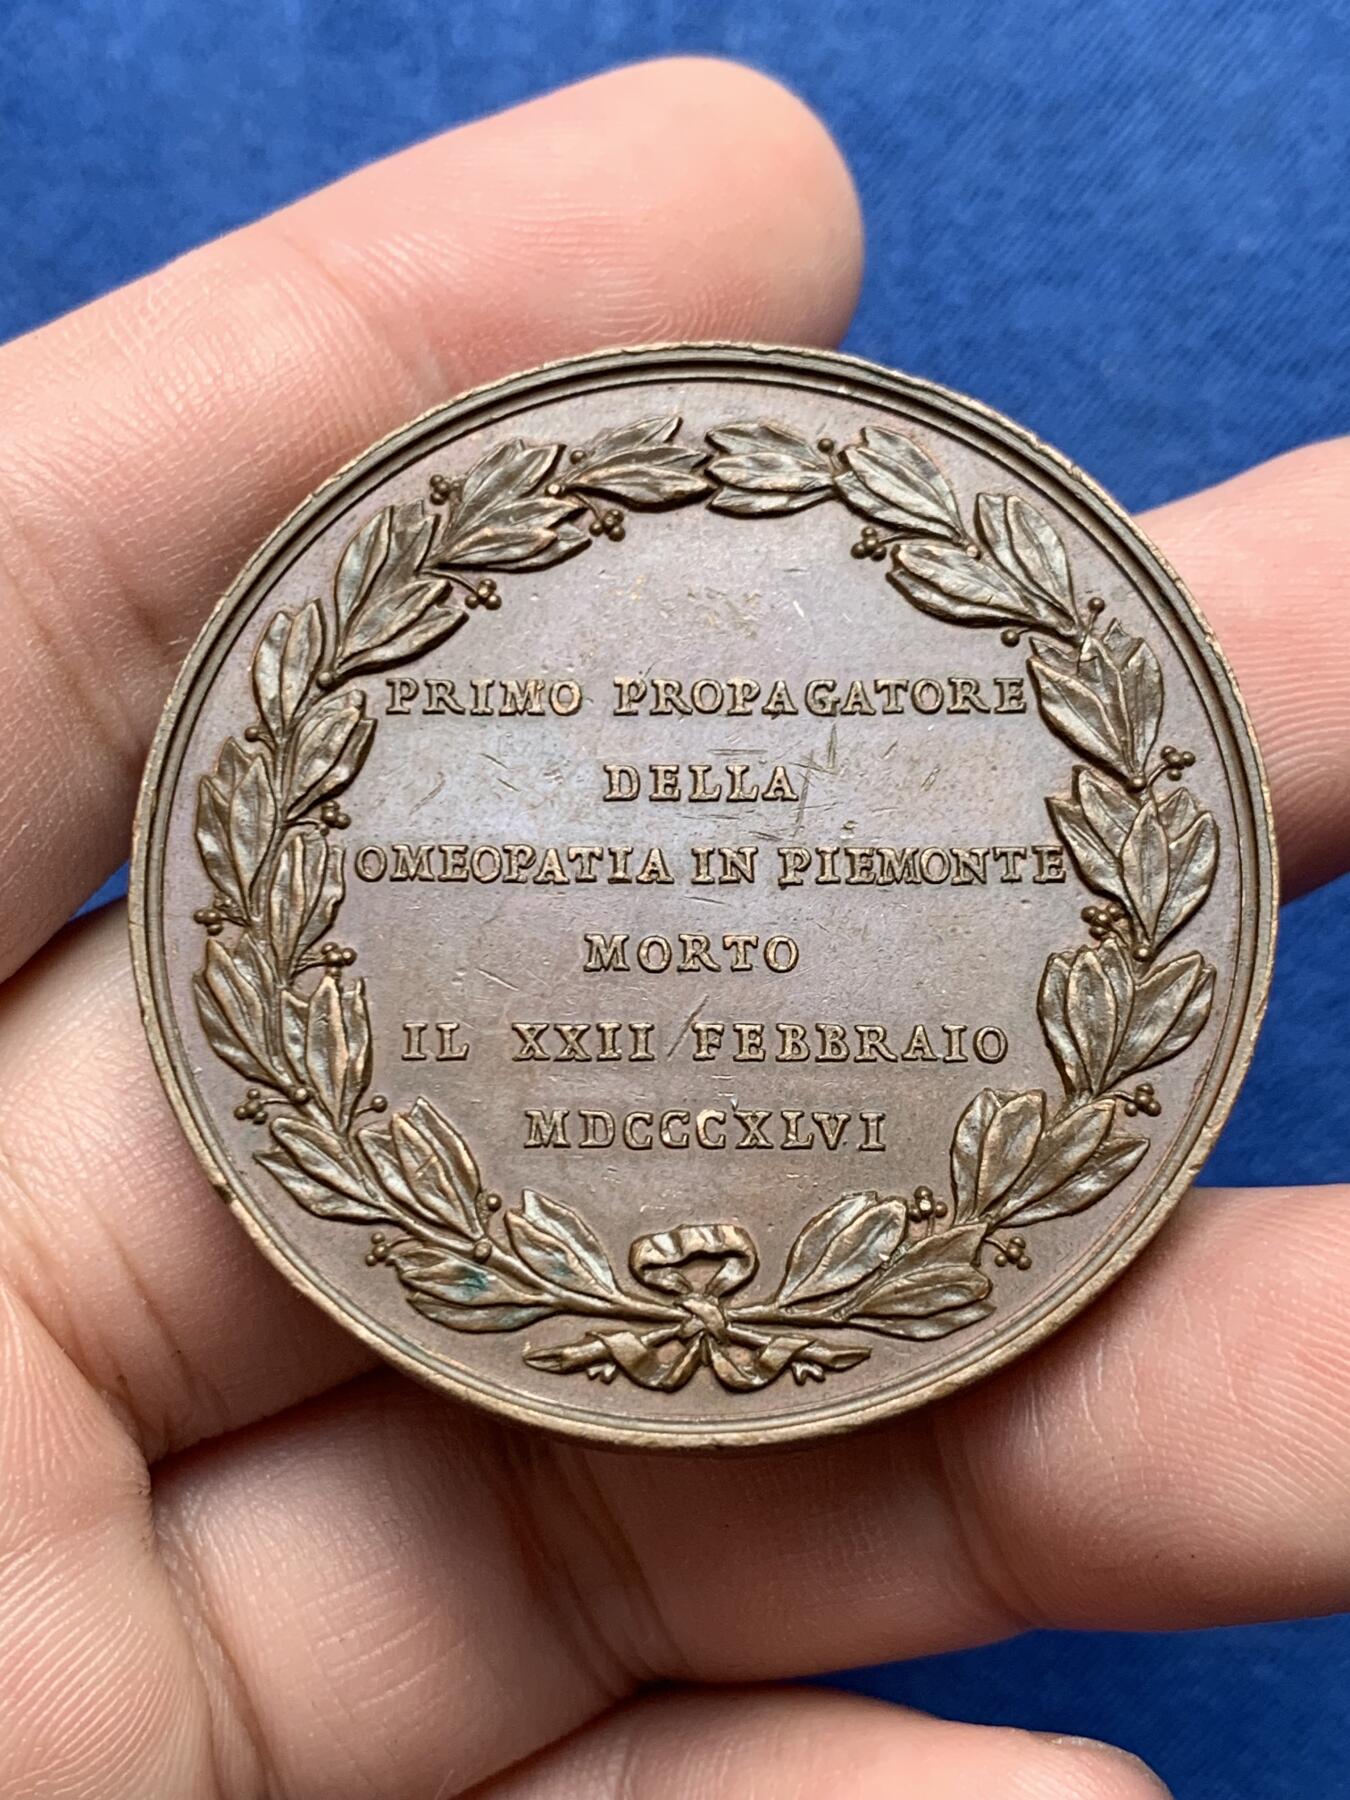 PRIMO PROPAGATORE
DELLA
OMEOPATIA IN PIEMONTE
MORTO
IL XXII FEBBRAIO
MDCCCXLVI